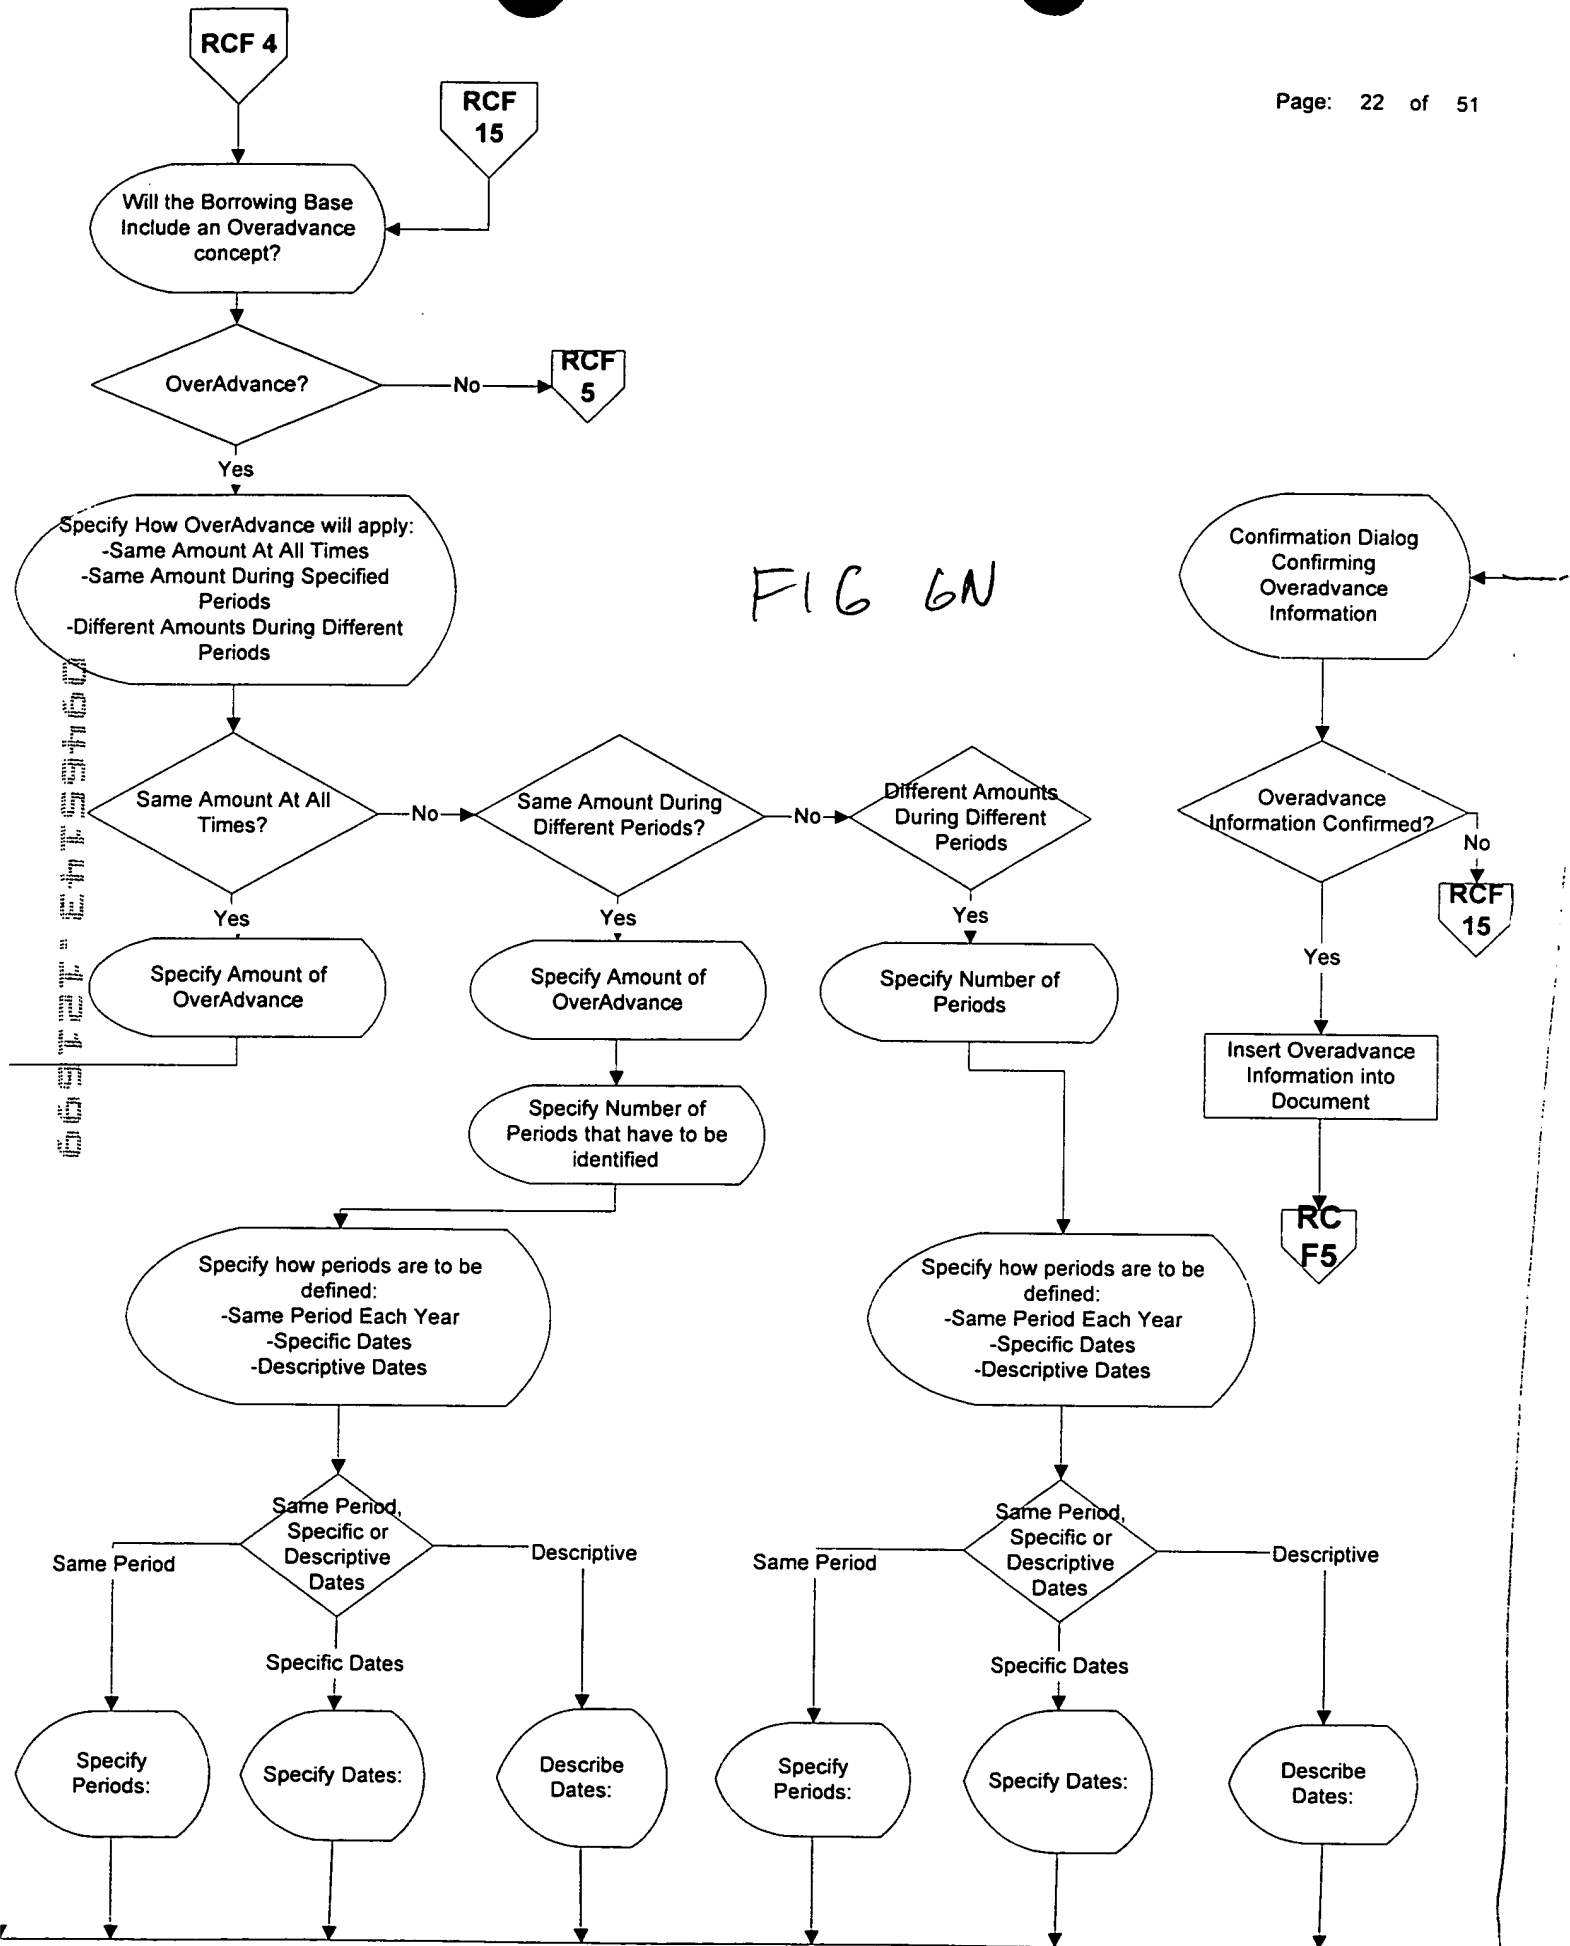 RCF 4
RCF
15
Page: 22 of 51
Will the Borrowing Base
Include an Overadvance
concept?
OverAdvance?
No
RCF
5
Yes
Specify How OverAdvance will apply:
-Same Amount At All Times
-Same Amount During Specified
Periods
-Different Amounts During Different
Periods
FIG 6N
Confirmation Dialog
Confirming
Overadvance
Information
Same Amount At All
Times?
No
Same Amount During
Different Periods?
No
Different Amounts
During Different
Periods
Overadvance
Information Confirmed?
No
RCF
15
Yes
Yes
Yes
Yes
Specify Amount of
OverAdvance
Specify Amount of
OverAdvance
Specify Number of
Periods
Insert Overadvance
Information into
Document
Specify Number of
Periods that have to be
identified
RC
F5
Specify how periods are to be
defined:
-Same Period Each Year
-Specific Dates
-Descriptive Dates
Specify how periods are to be
defined:
-Same Period Each Year
-Specific Dates
-Descriptive Dates
Same Period,
Specific or
Descriptive
Dates
Same Period
Descriptive
Specific Dates
Same Period,
Specific or
Descriptive
Dates
Same Period
Descriptive
Specific Dates
Specify
Periods:
Specify Dates:
Describe
Dates:
Specify
Periods:
Specify Dates:
Describe
Dates:
09465143.121699